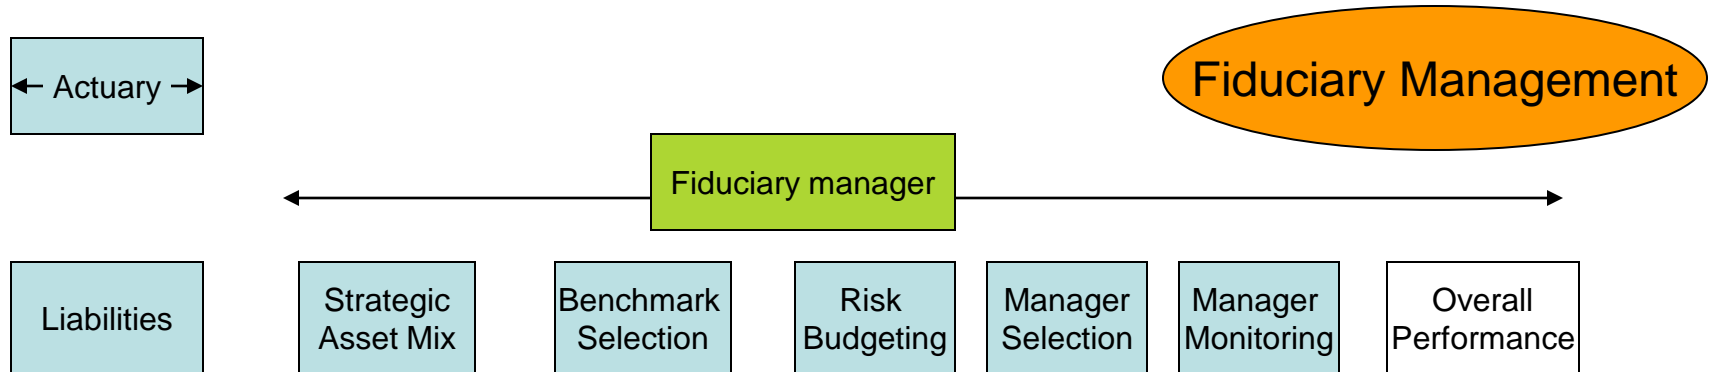 Fiduciary Management
Actuary
Fiduciary manager
Liabilities
Strategic
Asset Mix
Benchmark
Selection
Risk
Budgeting
Manager
Selection
Manager
Monitoring
Overall
Performance